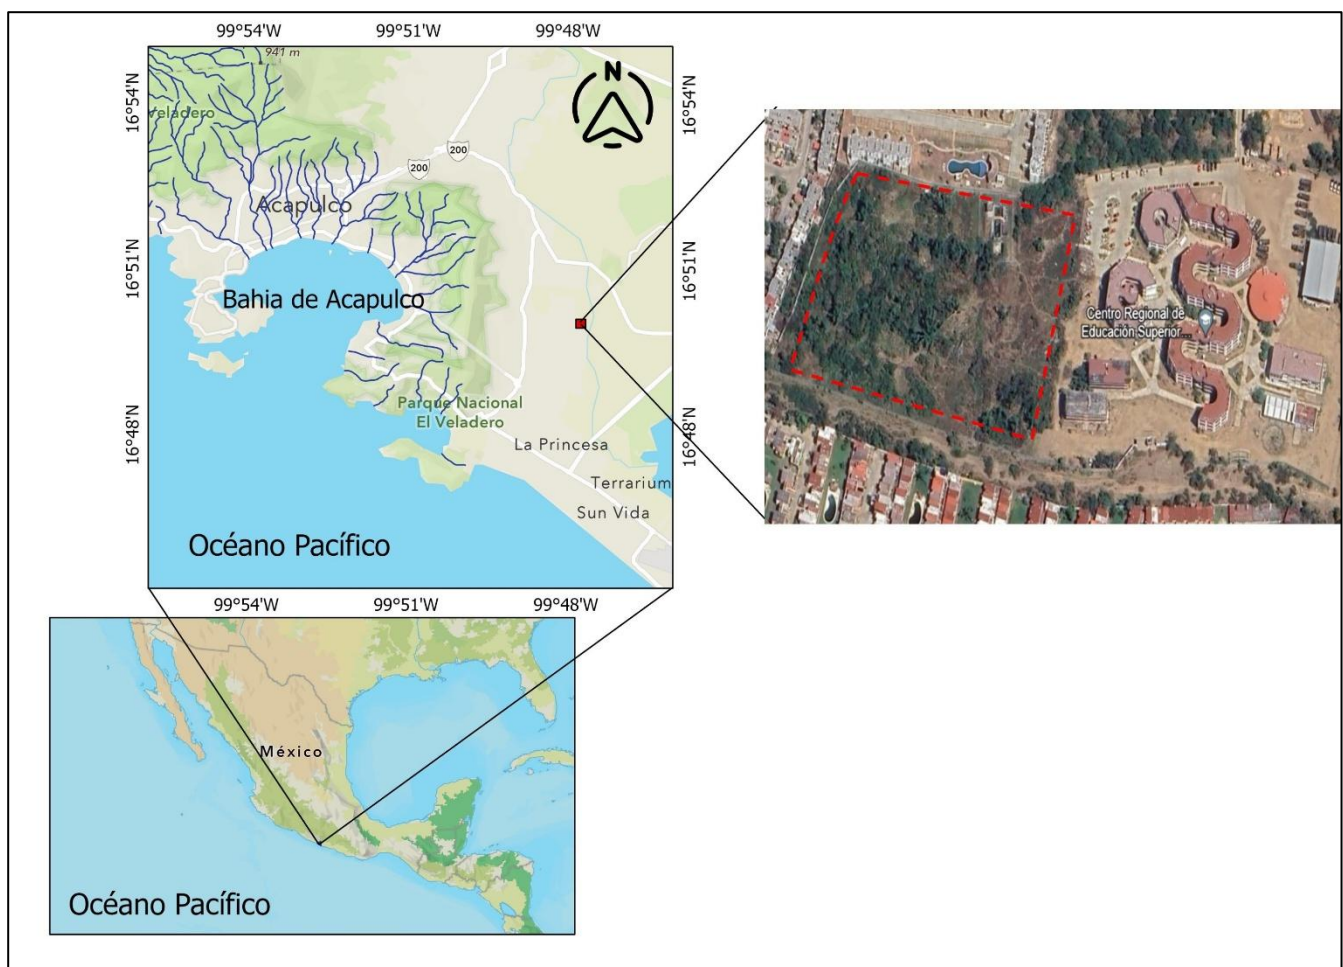 99°54'W 99°51'W 99°48'W
941 m
N
16°54'N
16°54'N
Veladero
200
200
Acapulco
16°51'N
16°51'N
Bahia de Acapulco
Centro Regional de
Educación Superior...
Parque Nacional
El Veladero
16°48'N
16°48'N
La Princesa
Terrarium
Sun Vida
Océano Pacífico
99°54'W 99°51'W 99°48'W
México
Océano Pacífico